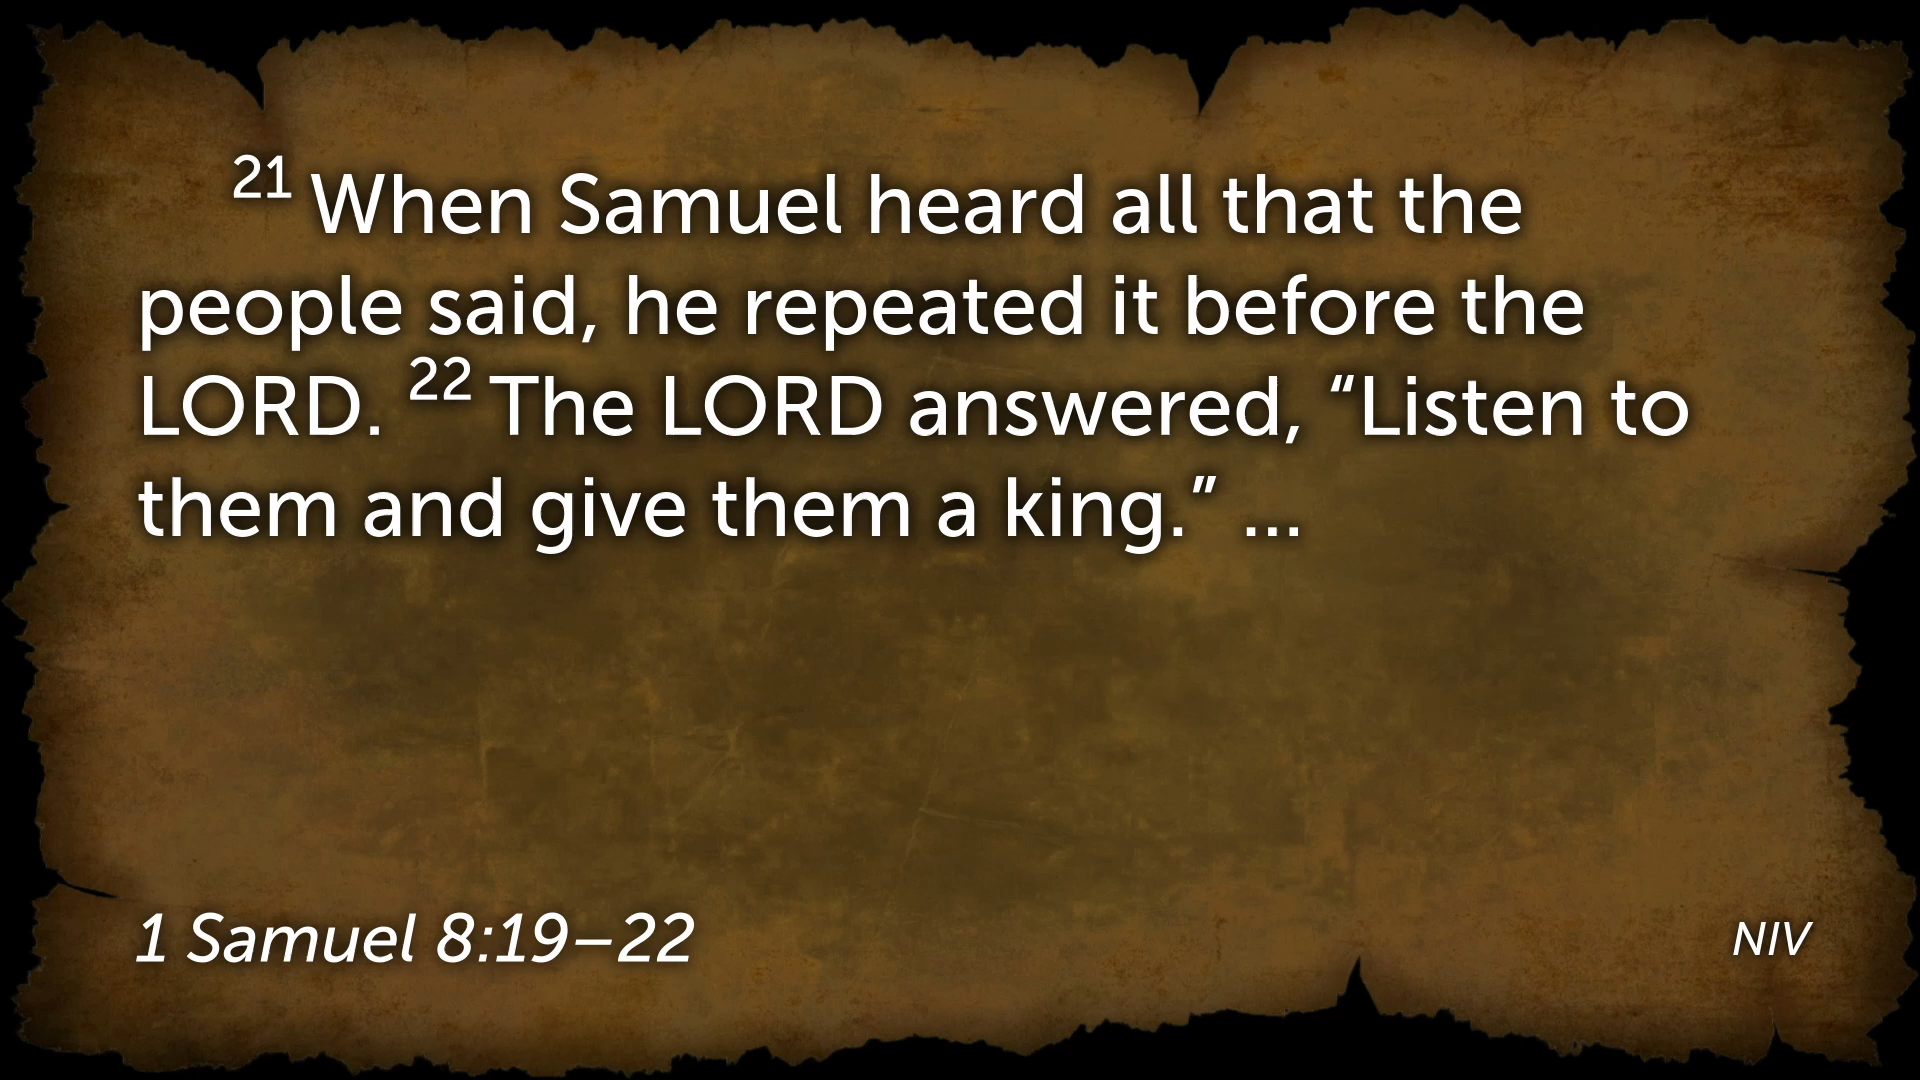 21 When Samuel heard all that the
people said, he repeated it before the
LORD. 22 The LORD answered, “Listen to
them and give them a king.” …
1 Samuel 8:19–22
NIV